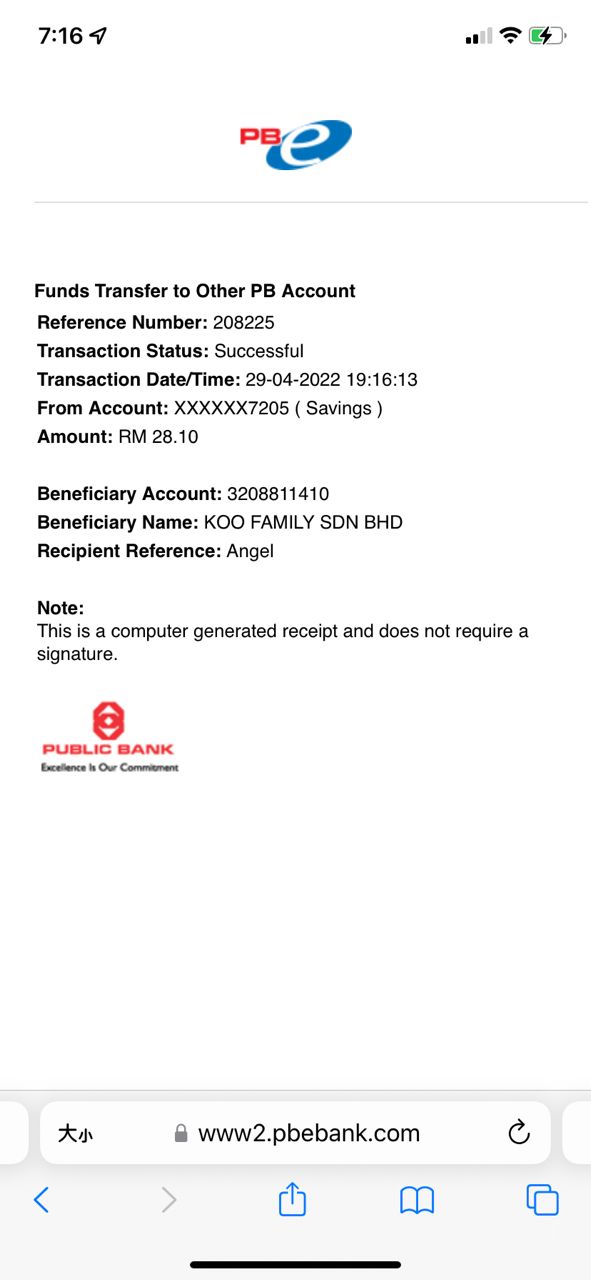 7:16
PBe
Funds Transfer to Other PB Account
Reference Number: 208225
Transaction Status: Successful
Transaction Date/Time: 29-04-2022 19:16:13
From Account: XXXXXX7205 ( Savings )
Amount: RM 28.10
Beneficiary Account: 3208811410
Beneficiary Name: KOO FAMILY SDN BHD
Recipient Reference: Angel
Note:
This is a computer generated receipt and does not require a
signature.
PUBLIC BANK
Excellence Is Our Commitment
大小 www2.pbebank.com